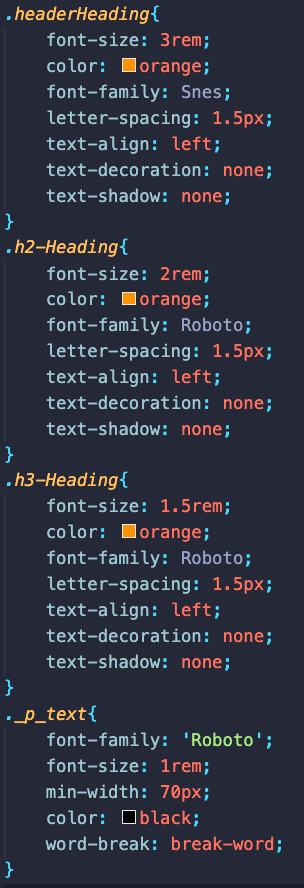 .headerHeading{
    font-size: 3rem;
    color: orange;
    font-family: Snes;
    letter-spacing: 1.5px;
    text-align: left;
    text-decoration: none;
    text-shadow: none;
}
.h2-Heading{
    font-size: 2rem;
    color: orange;
    font-family: Roboto;
    letter-spacing: 1.5px;
    text-align: left;
    text-decoration: none;
    text-shadow: none;
}
.h3-Heading{
    font-size: 1.5rem;
    color: orange;
    font-family: Roboto;
    letter-spacing: 1.5px;
    text-align: left;
    text-decoration: none;
    text-shadow: none;
}
._p_text{
    font-family: 'Roboto';
    font-size: 1rem;
    min-width: 70px;
    color: black;
    word-break: break-word;
}